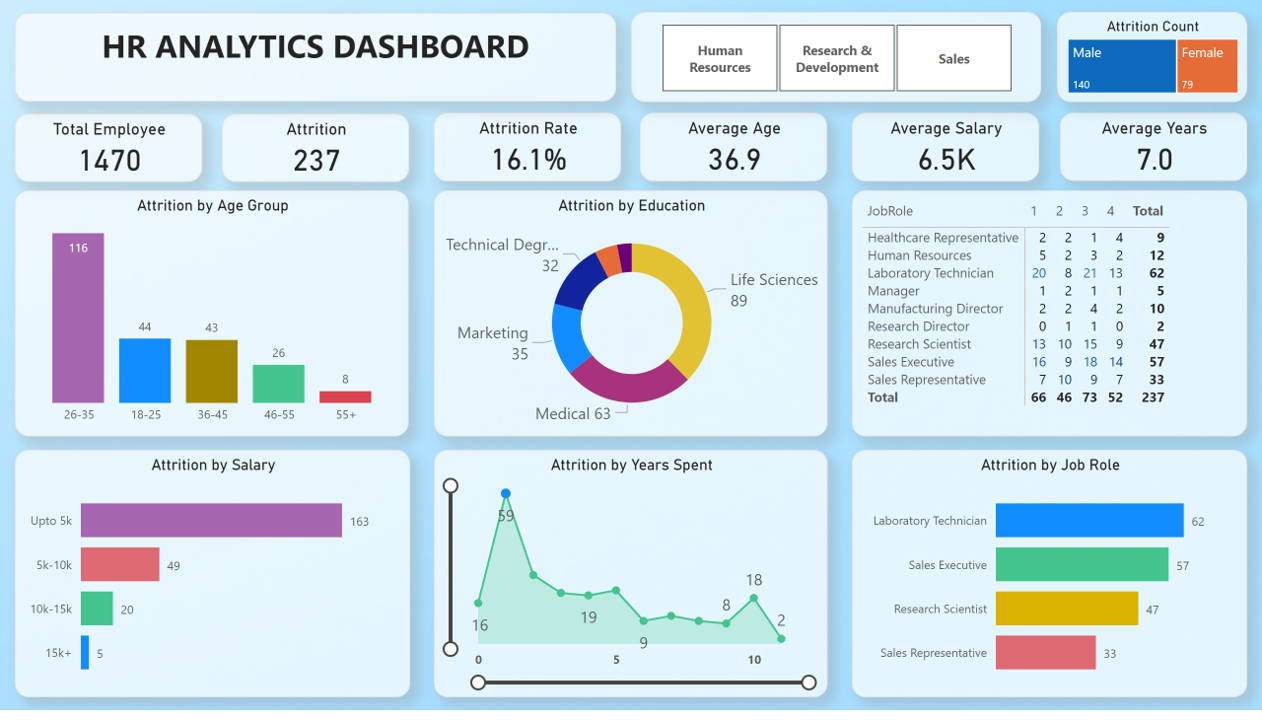 HR ANALYTICS DASHBOARD
Human
Resources
Research &
Development
Sales
Attrition Count
Male
140
Female
79
Total Employee
1470
Attrition
237
Attrition Rate
16.1%
Average Age
36.9
Average Salary
6.5K
Average Years
7.0
Attrition by Age Group
116
44
43
26
8
26-35 18-25 36-45 46-55 55+
Attrition by Education
Technical Degr...
32
Life Sciences
89
Marketing
35
Medical 63
JobRole 1 2 3 4 Total
Healthcare Representative 2 2 1 4 9
Human Resources 5 2 3 2 12
Laboratory Technician 20 8 21 13 62
Manager 1 2 1 1 5
Manufacturing Director 2 2 4 2 10
Research Director 0 1 1 0 2
Research Scientist 13 10 15 9 47
Sales Executive 16 9 18 14 57
Sales Representative 7 10 9 7 33
Total 66 46 73 52 237
Attrition by Salary
Upto 5k 163
5k-10k 49
10k-15k 20
15k+ 5
Attrition by Years Spent
59
16
19
9
8
18
2
0 5 10
Attrition by Job Role
Laboratory Technician 62
Sales Executive 57
Research Scientist 47
Sales Representative 33